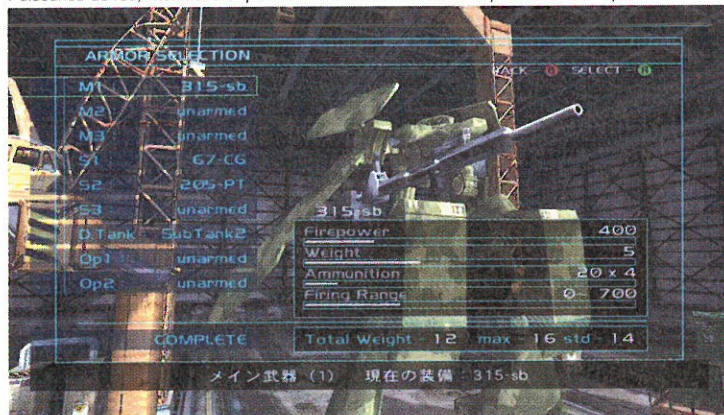 ARMOR SELECTION
BACK B SELECT A
M1 315-sb
M2 unarmed
M3 unarmed
S1 G7-CG
S2 205-PT
S3 unarmed
D.Tank SubTank2
Op1 unarmed
Op2 unarmed
315-sb
Firepower 400
Weight 5
Ammunition 20 x 4
Firing Range 0~ 700
COMPLETE
Total Weight - 12 / max - 16 std - 14
メイン武器 (1) 現在の装備:315-sb